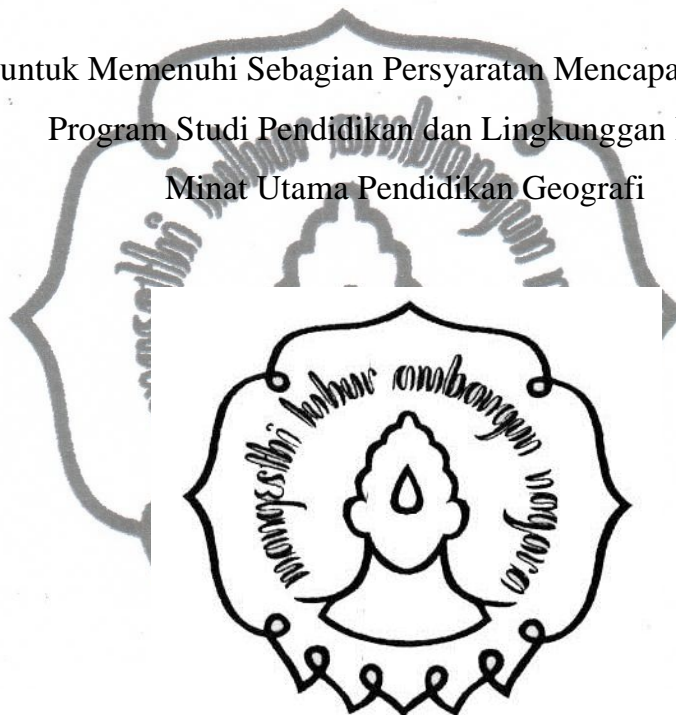 untuk Memenuhi Sebagian Persyaratan Mencapa
Program Studi Pendidikan dan Lingkunggan
Minat Utama Pendidikan Geografi
mangesthi luhur ambangun nagara